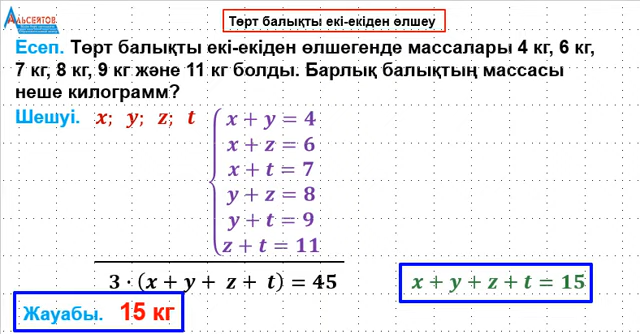 АЛЬСЕЙТОВ
Төрт балықты екі-екіден өлшеу
Есеп. Төрт балықты екі-екіден өлшегенде массалары 4 кг, 6 кг,
7 кг, 8 кг, 9 кг және 11 кг болды. Барлық балықтың массасы
неше килограмм?
Шешуі. x; y; z; t
x + y = 4
x + z = 6
x + t = 7
y + z = 8
y + t = 9
z + t = 11
3 · (x + y + z + t) = 45
x + y + z + t = 15
Жауабы. 15 кг